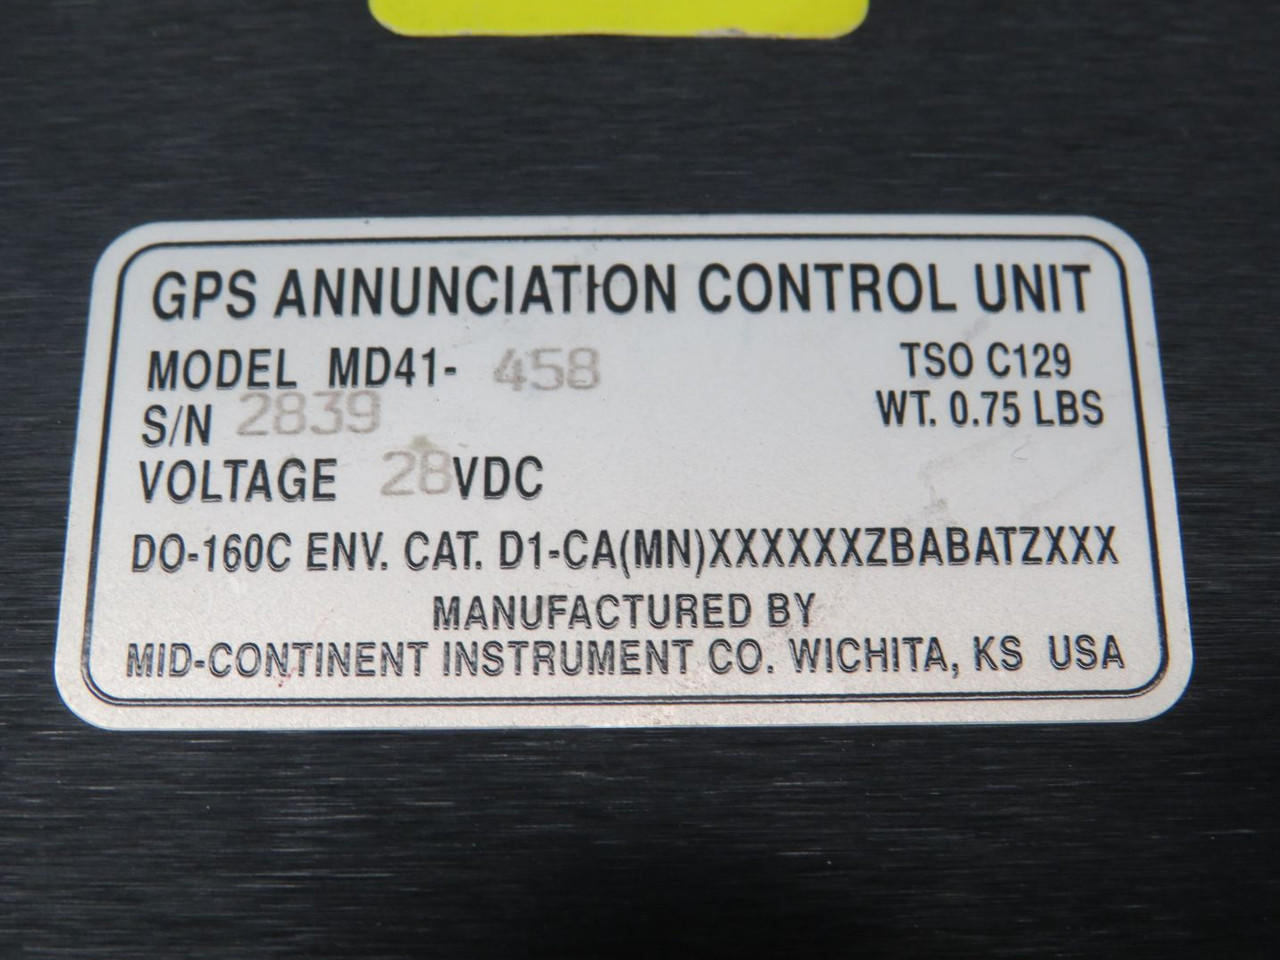 GPS ANNUNCIATION CONTROL UNIT
MODEL MD41- 458 TSO C129
S/N 2839 WT. 0.75 LBS
VOLTAGE 28VDC
DO-160C ENV. CAT. D1-CA(MN)XXXXXXZBABATZXXX
MANUFACTURED BY
MID-CONTINENT INSTRUMENT CO. WICHITA, KS USA